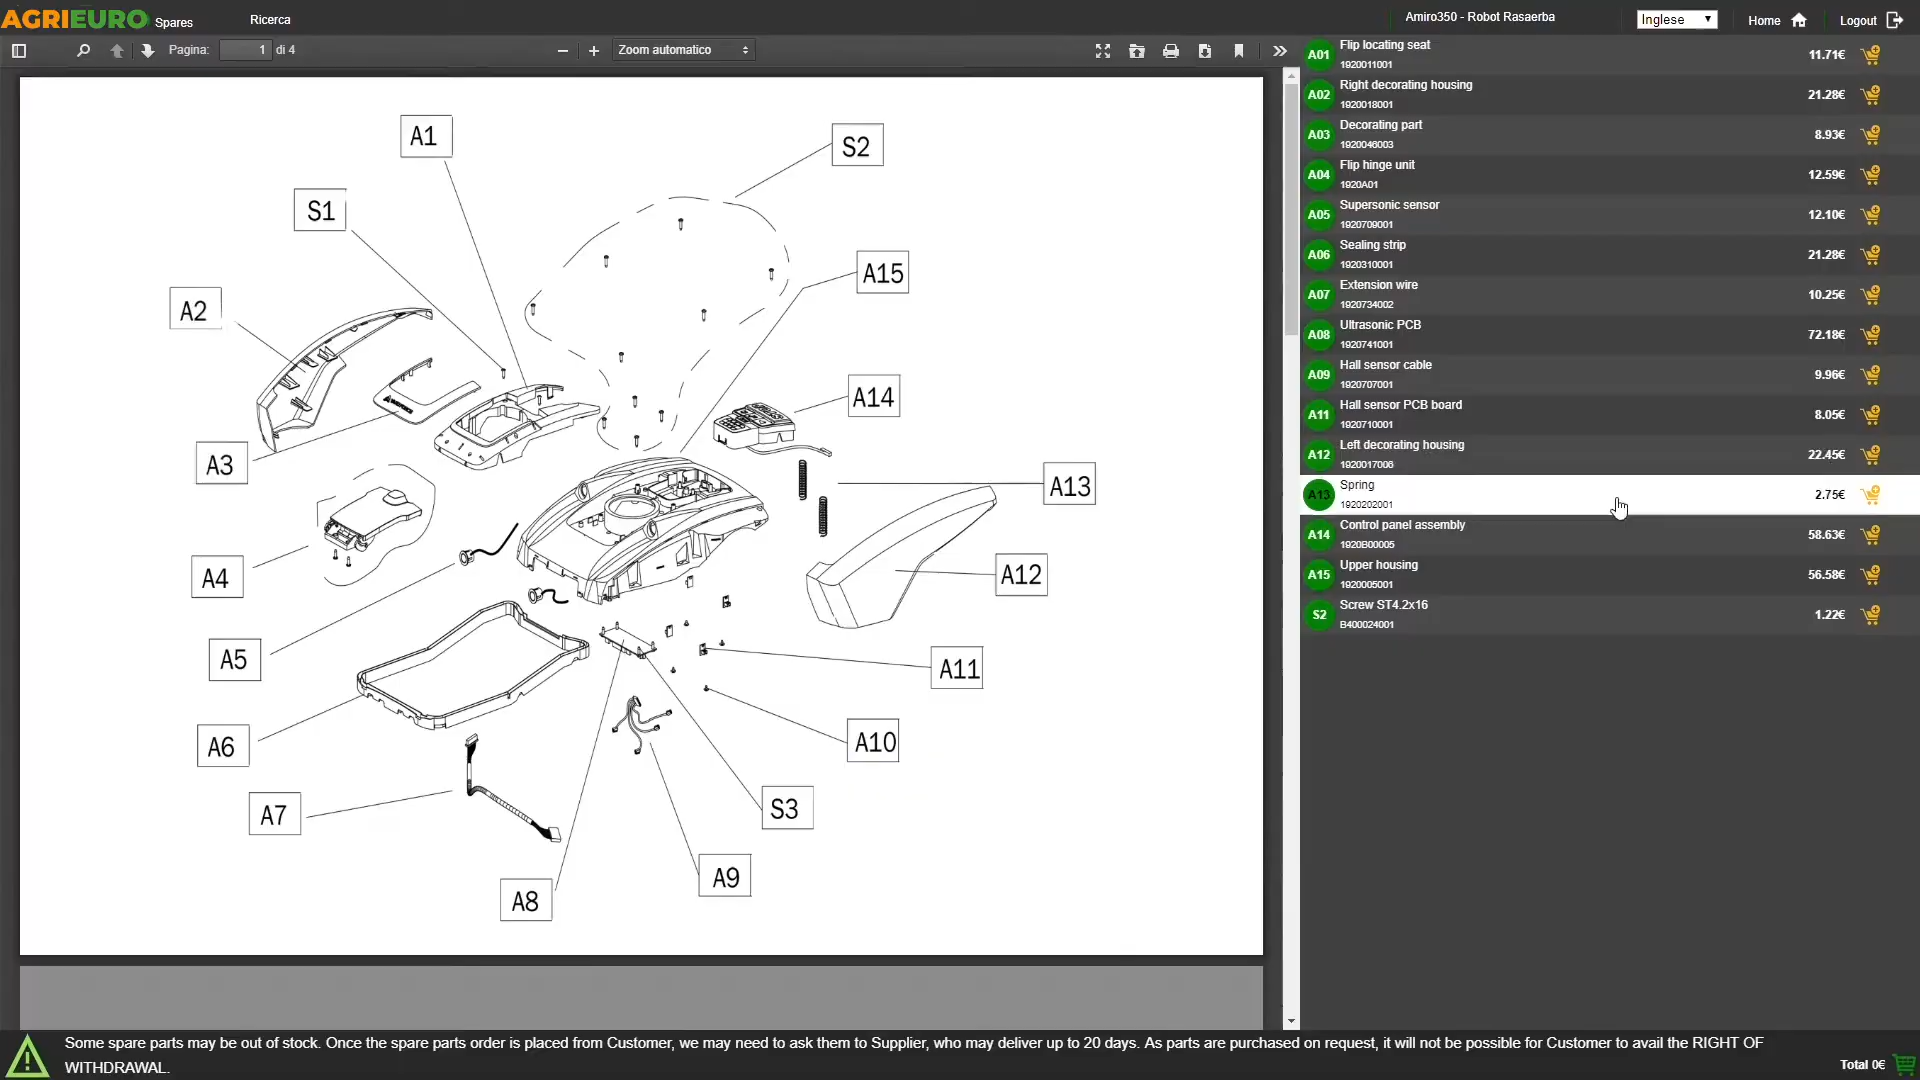 AGRIEURO Spares
Ricerca
Amiro350 - Robot Rasaerba
Inglese
Home
Logout
Pagina:
1
di 4
Zoom automatico
A1
S2
S1
A15
A2
A14
A3
A13
A4
A12
A5
A11
A6
A10
A7
S3
A9
A8
A01
Flip locating seat
1920011001
11.71€
A02
Right decorating housing
1920018001
21.28€
A03
Decorating part
1920046003
8.93€
A04
Flip hinge unit
1920A01
12.59€
A05
Supersonic sensor
1920709001
12.10€
A06
Sealing strip
1920310001
21.28€
A07
Extension wire
1920734002
10.25€
A08
Ultrasonic PCB
1920741001
72.18€
A09
Hall sensor cable
1920707001
9.96€
A11
Hall sensor PCB board
1920710001
8.05€
A12
Left decorating housing
1920017006
22.45€
A13
Spring
1920202001
2.75€
A14
Control panel assembly
1920B00005
58.63€
A15
Upper housing
1920005001
56.58€
S2
Screw ST4.2x16
B400024001
1.22€
Some spare parts may be out of stock. Once the spare parts order is placed from Customer, we may need to ask them to Supplier, who may deliver up to 20 days. As parts are purchased on request, it will not be possible for Customer to avail the RIGHT OF
WITHDRAWAL.
Total 0€